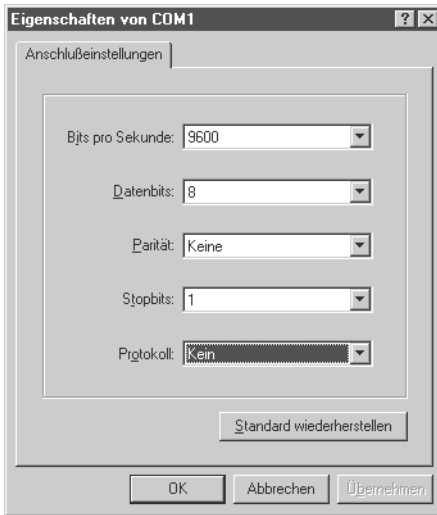 Eigenschaften von COM1
Anschlußeinstellungen
Bits pro Sekunde: 9600
Datenbits: 8
Parität: Keine
Stopbits: 1
Protokoll: Kein
Standard wiederherstellen
OK Abbrechen Übernehmen